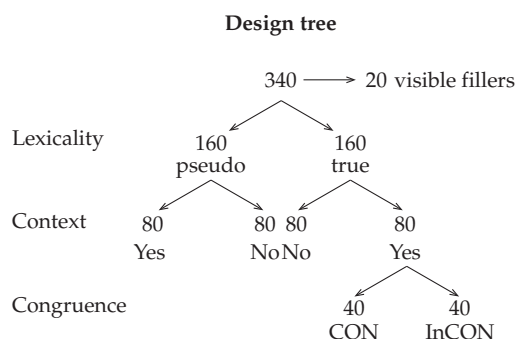 Design tree
340 20 visible fillers
Lexicality 160 160
pseudo true
Context 80 80 80 80
Yes No No Yes
Congruence 40 40
CON InCON